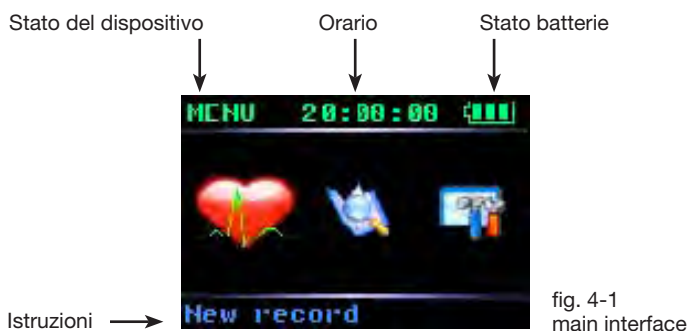 Stato del dispositivo Orario Stato batterie
MENU 20:00:00
New record
Istruzioni
fig. 4-1
main interface